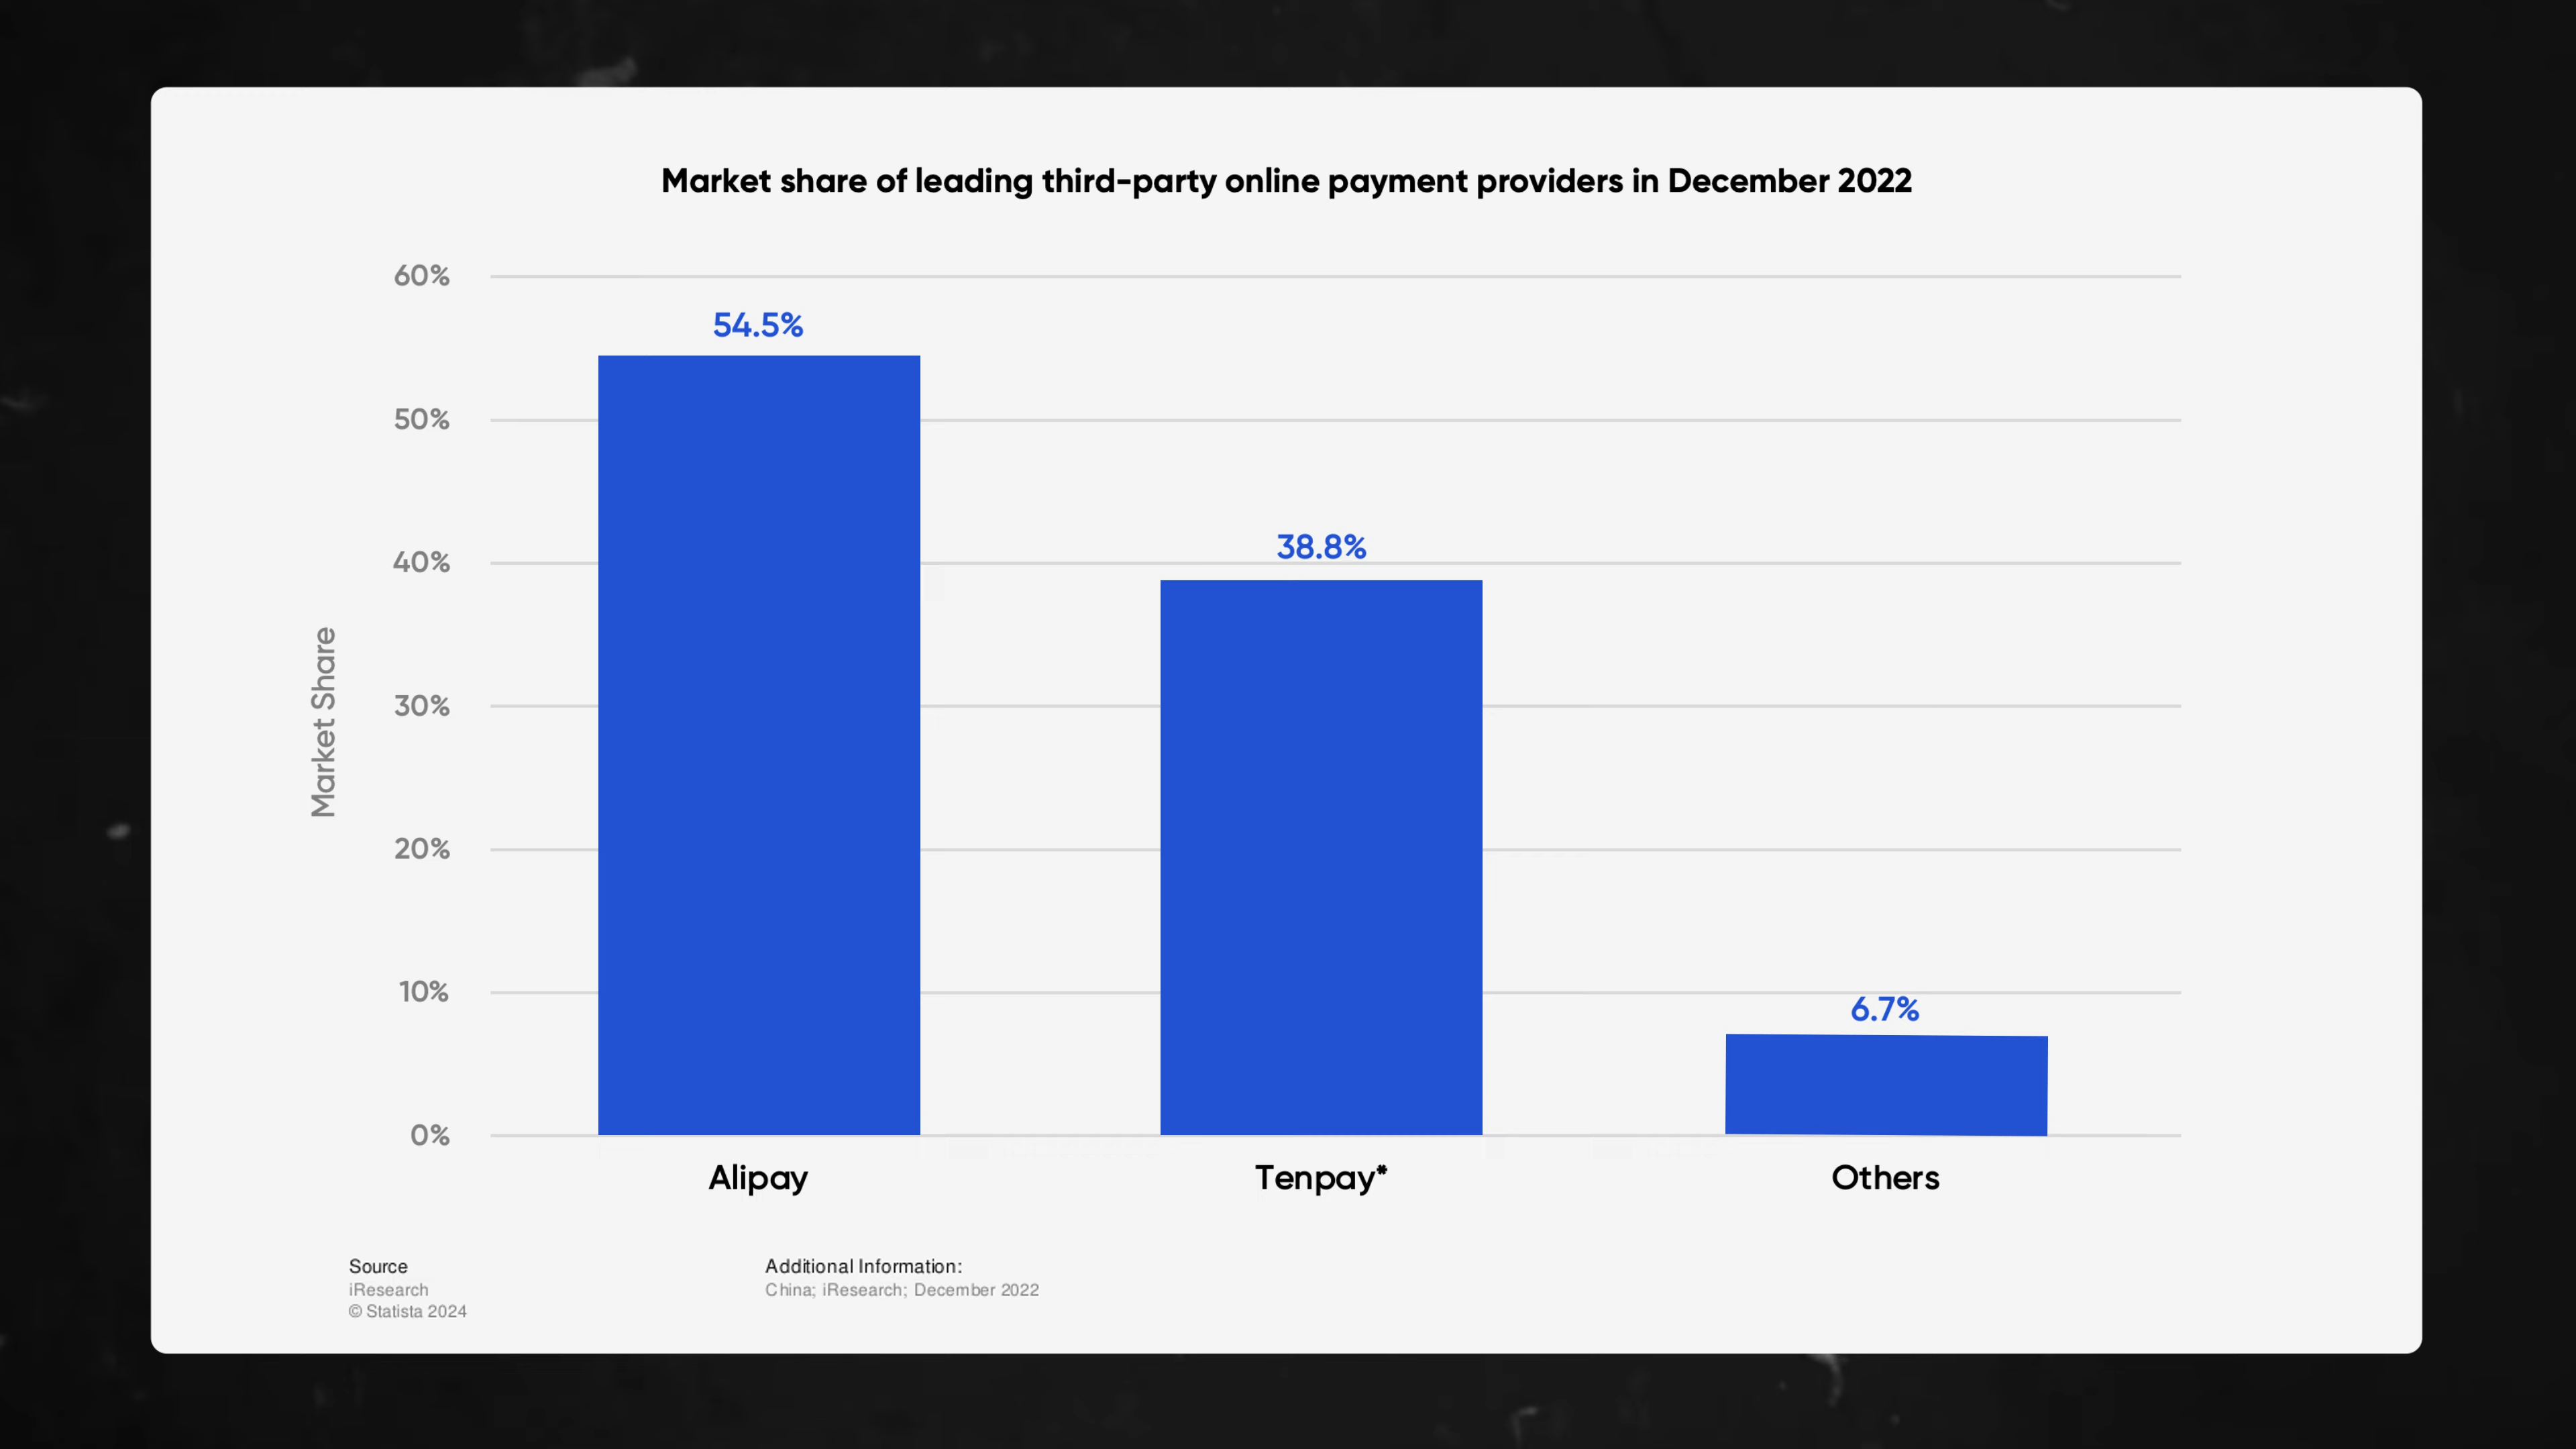 Market share of leading third-party online payment providers in December 2022
60%
54.5%
50%
38.8%
40%
Market Share
30%
20%
10%
6.7%
0%
Alipay
Tenpay*
Others
Source
iResearch
© Statista 2024
Additional Information:
China; iResearch; December 2022